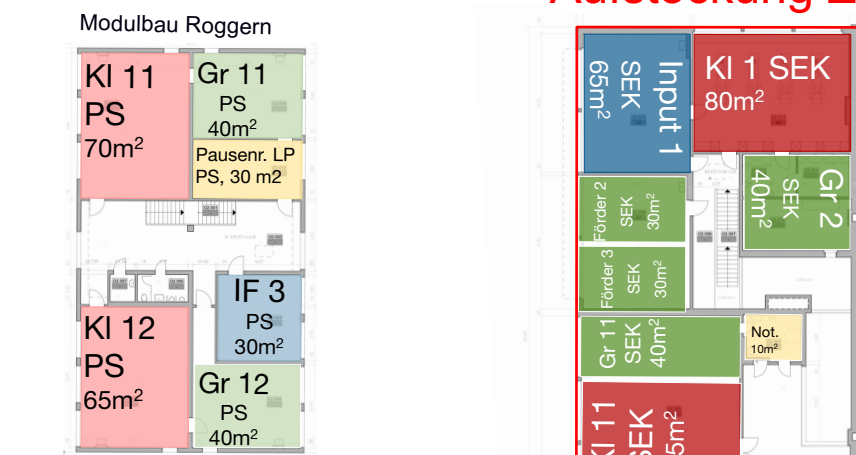 Modulbau Roggern
Kl 11
PS
70m²
Gr 11
PS
40m²
Pausenr. LP
PS, 30 m2
IF 3
PS
30m²
Kl 12
PS
65m²
Gr 12
PS
40m²
Aufstockung
Input 1
SEK
65m²
Kl 1 SEK
80m²
Gr 2
SEK
40m²
Förder 2
SEK
30m²
Förder 3
SEK
30m²
Gr 11
SEK
40m²
Not.
10m²
Kl 11
SEK
5m²